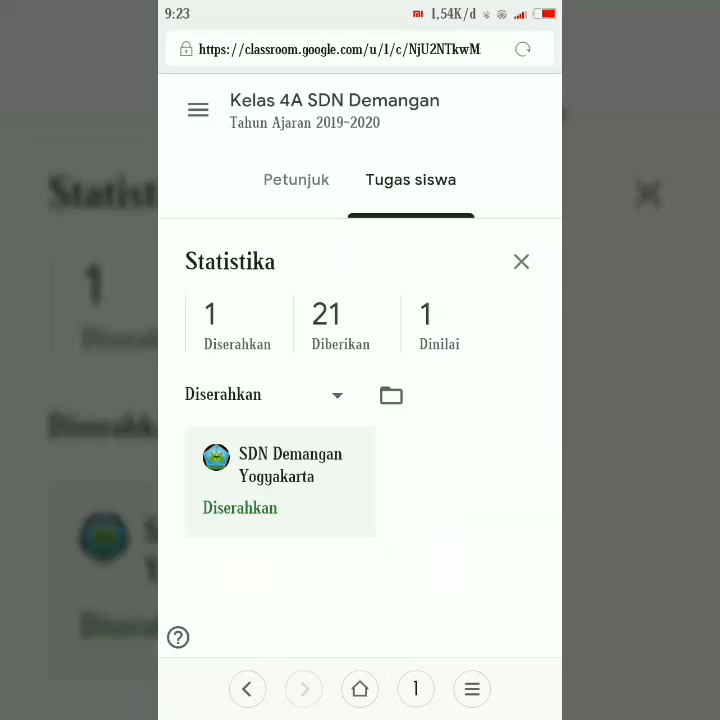 9:23
1,54K/d
https://classroom.google.com/u/1/c/NjU2NTkwM
Kelas 4A SDN Demangan
Tahun Ajaran 2019-2020
Petunjuk Tugas siswa
Statistika
1 21 1
Diserahkan Diberikan Dinilai
Diserahkan
SDN Demangan
Yogyakarta
Diserahkan
1